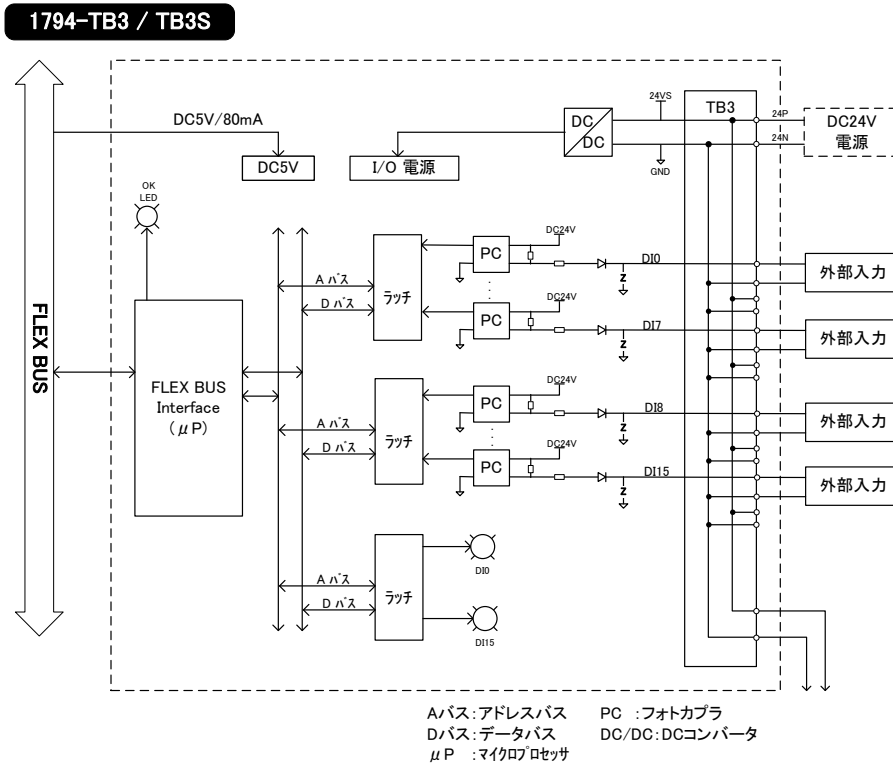 1794-TB3 / TB3S
DC5V/80mA
DC5V
I/O 電源
DC
DC
24VS
GND
TB3
24P
24N
DC24V
電源
OK
LED
FLEX BUS
FLEX BUS
Interface
(μP)
Aバス
Dバス
ラッチ
PC
DC24V
Z
DI0
外部入力
PC
DC24V
Z
DI7
外部入力
Aバス
Dバス
ラッチ
PC
DC24V
Z
DI8
外部入力
PC
DC24V
Z
DI15
外部入力
Aバス
Dバス
ラッチ
DI0
DI15
Aバス:アドレスバス PC :フォトカプラ
Dバス:データバス DC/DC:DCコンバータ
μP :マイクロプロセッサ